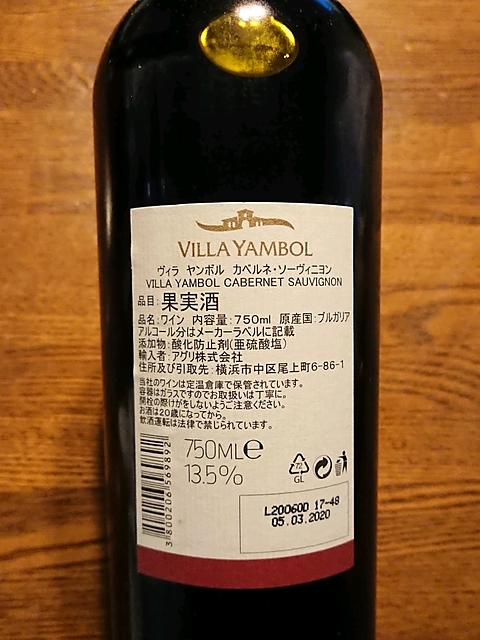 VILLA YAMBOL
ヴィラ ヤンボル カベルネ・ソーヴィニヨン
VILLA YAMBOL CABERNET SAUVIGNON
品目:果実酒
品名:ワイン 内容量:750ml 原産国:ブルガリア
アルコール分はメーカーラベルに記載
添加物:酸化防止剤(亜硫酸塩)
輸入者:アグリ株式会社
住所及び引取先:横浜市中区尾上町6-86-1
当社のワインは定温倉庫で保管されています。
容器はガラスですのでお取扱いは丁寧に。
開栓の際けがをしないようご注意ください。
お酒は20歳になってから。
飲酒運転は法律で禁じられています。
750MLe
13.5%
72
GL
L20060D 17-48
05.03.2020
3800206569892